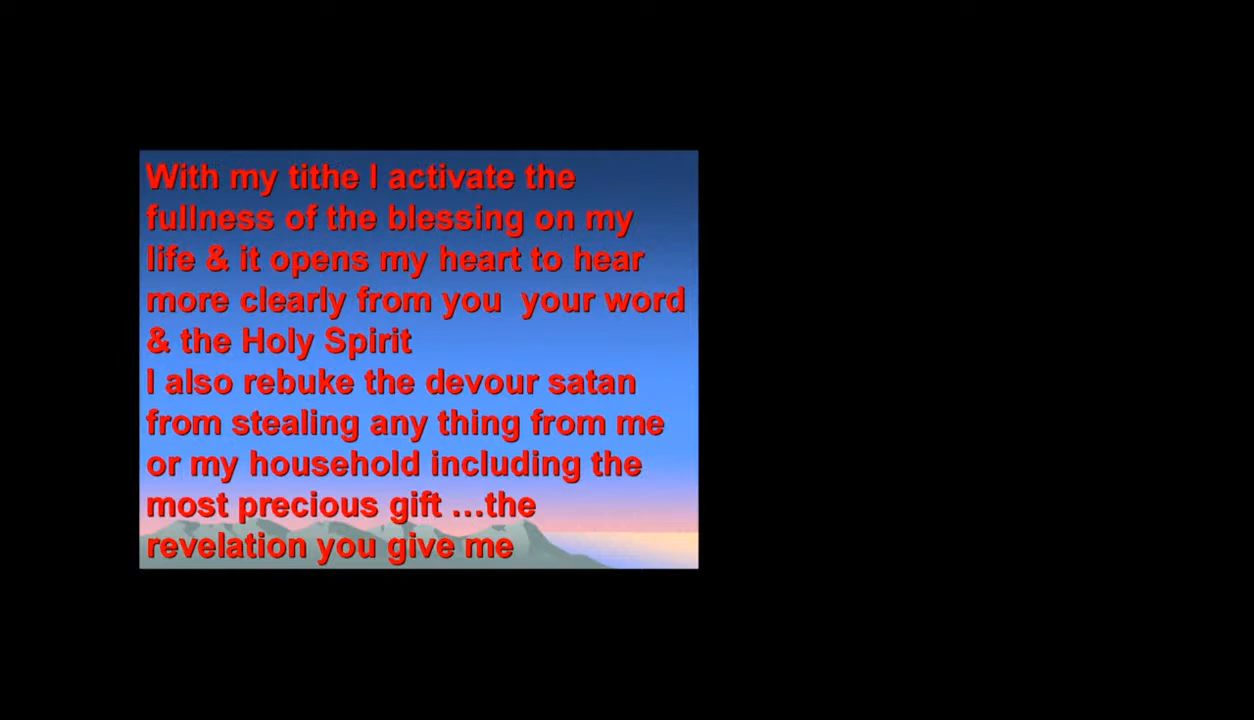 With my tithe I activate the
fullness of the blessing on my
life & it opens my heart to hear
more clearly from you  your word
& the Holy Spirit
I also rebuke the devour satan
from stealing any thing from me
or my household including the
most precious gift …the
revelation you give me